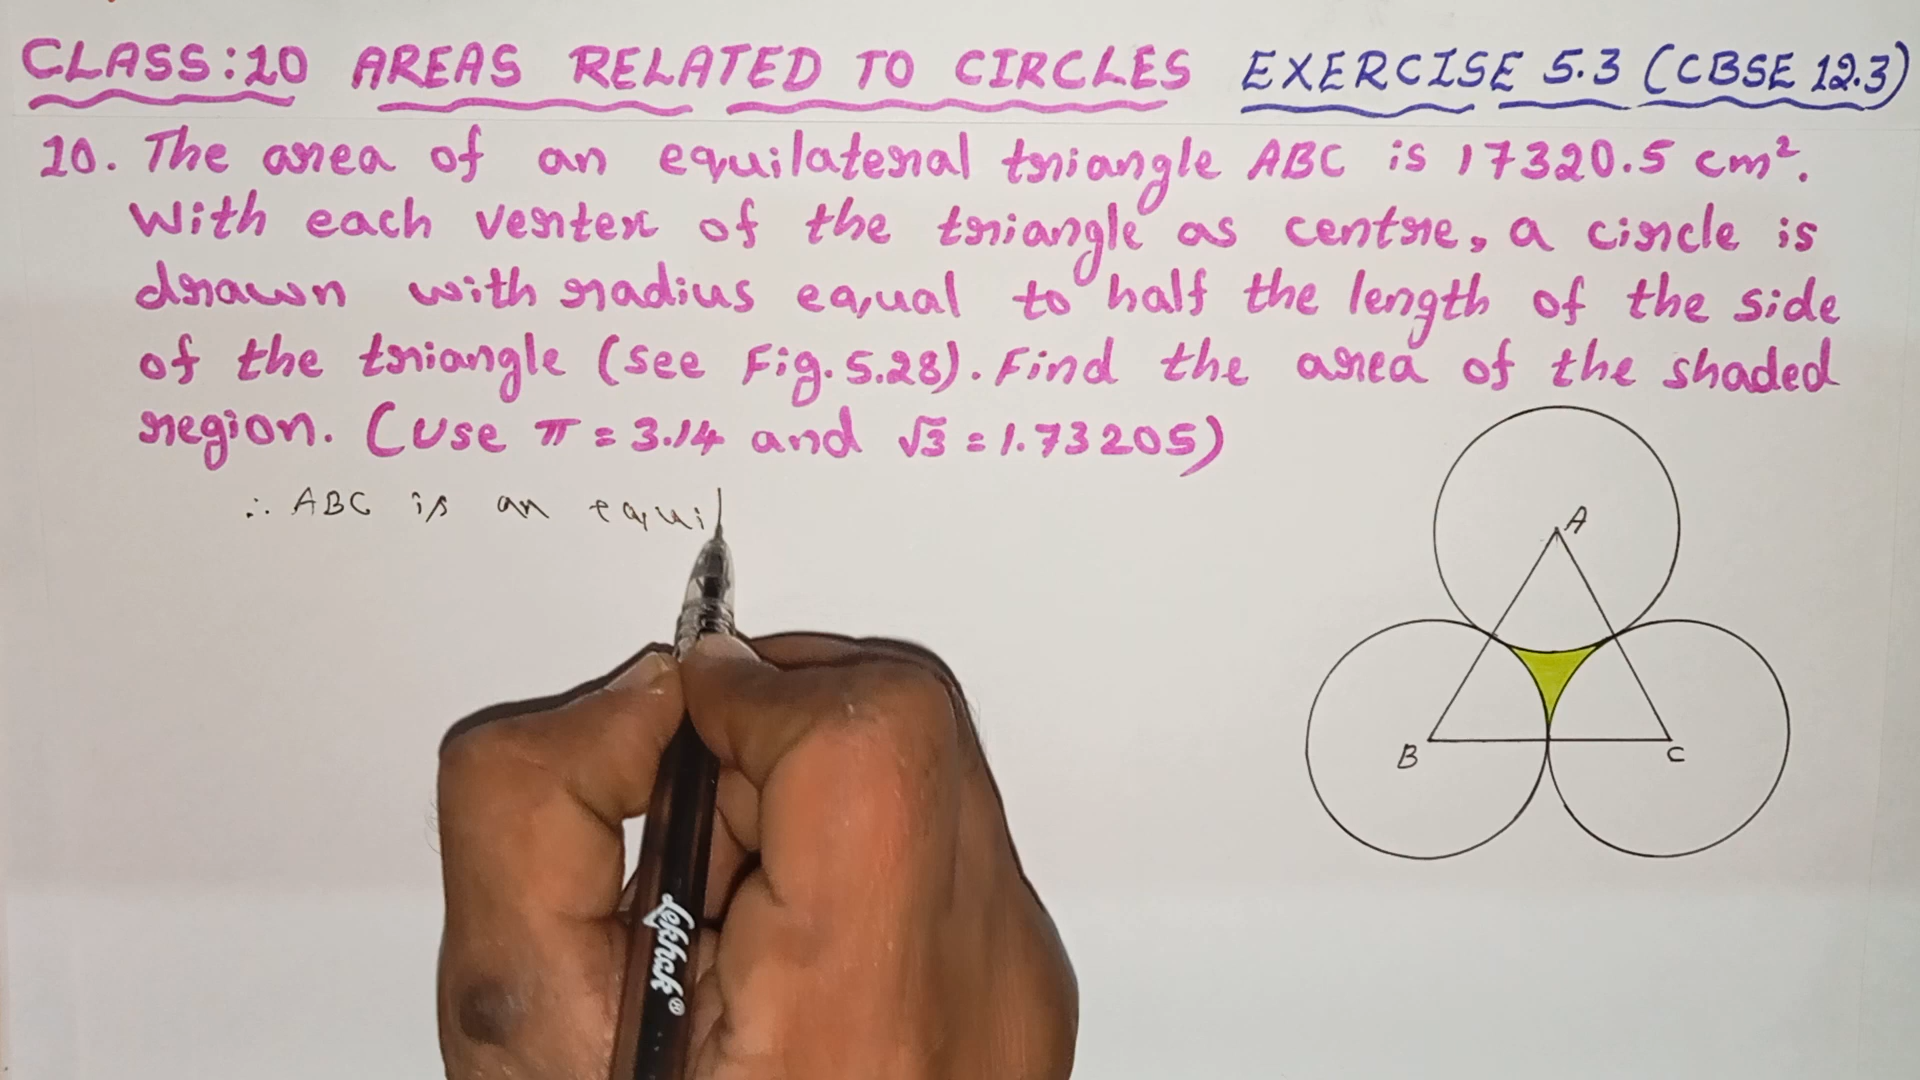 CLASS:10 AREAS RELATED TO CIRCLES EXERCISE 5.3 (CBSE 12.3)
10. The area of an equilateral triangle ABC is 17320.5 cm².
With each vertex of the triangle as centre, a circle is
drawn with radius equal to half the length of the side
of the triangle (see Fig. 5.28). Find the area of the shaded
region. (Use π = 3.14 and √3 = 1.73205)
∴ ABC is an equil
A
B
C
Lekhak®